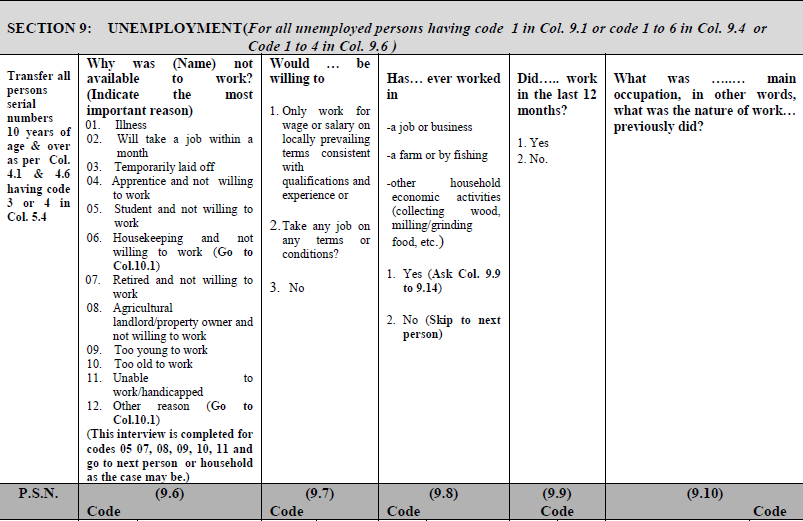 SECTION 9: UNEMPLOYMENT(For all unemployed persons having code 1 in Col. 9.1 or code 1 to 6 in Col. 9.4 or
Code 1 to 4 in Col. 9.6 )
Transfer all
persons
serial
numbers
10 years of
age & over
as per Col.
4.1 & 4.6
having code
3 or 4 in
Col. 5.4
Why was (Name) not
available to work?
(Indicate the most
important reason)
01. Illness
02. Will take a job within a
month
03. Temporarily laid off
04. Apprentice and not willing
to work
05. Student and not willing to
work
06. Housekeeping and not
willing to work (Go to
Col.10.1)
07. Retired and not willing to
work
08. Agricultural
landlord/property owner and
not willing to work
09. Too young to work
10. Too old to work
11. Unable to
work/handicapped
12. Other reason (Go to
Col.10.1)
(This interview is completed for
codes 05 07, 08, 09, 10, 11 and
go to next person or household
as the case may be.)
Would … be
willing to
1. Only work for
wage or salary on
locally prevailing
terms consistent
with
qualifications and
experience or
2. Take any job on
any terms or
conditions?
3. No
Has… ever worked
in
-a job or business
-a farm or by fishing
-other household
economic activities
(collecting wood,
milling/grinding
food, etc.)
1. Yes (Ask Col. 9.9
to 9.14)
2. No (Skip to next
person)
Did….. work
in the last 12
months?
1. Yes
2. No.
What was …..… main
occupation, in other words,
what was the nature of work…
previously did?
P.S.N. (9.6) (9.7) (9.8) (9.9) (9.10)
Code Code Code Code Code